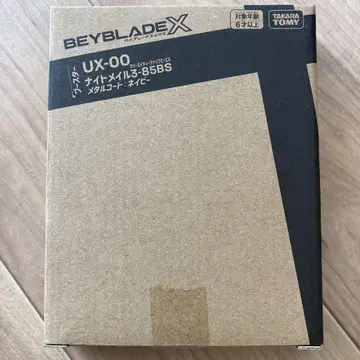 BEYBLADE X
ベイブレードエックス
対象年齢
6才以上
TAKARA
TOMY
ブースター
UX-00
ナイトメイル3-85BS
メタルコート:ネイビー